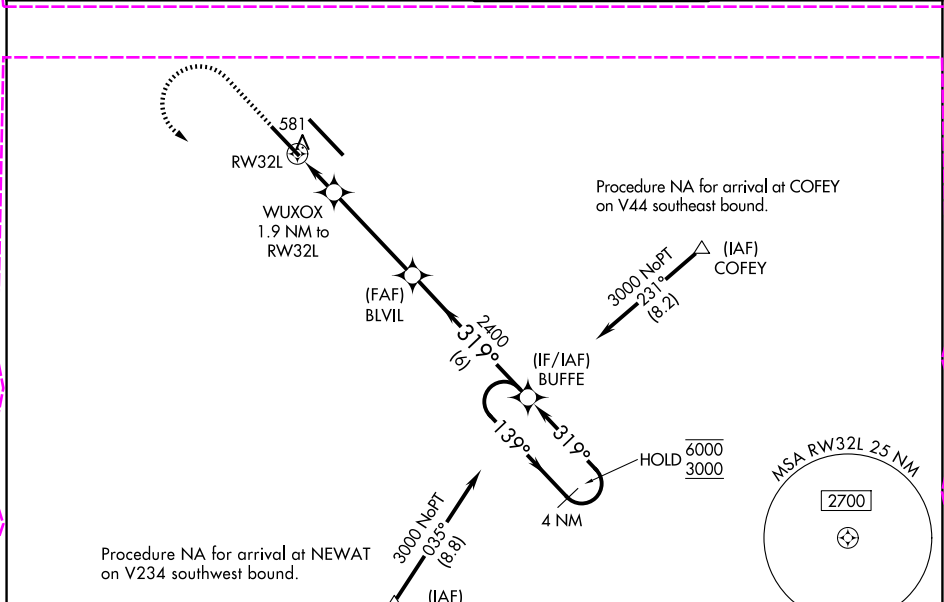 581
RW32L
WUXOX
1.9 NM to
RW32L
Procedure NA for arrival at COFEY
on V44 southeast bound.
(IAF)
COFEY
3000 NoPT
231°
(8.2)
(FAF)
BLVIL
2400
319°
(6)
(IF/IAF)
BUFFE
139°
319°
HOLD 6000
3000
4 NM
MSA RW32L 25 NM
2700
3000 NoPT
035°
(8.8)
Procedure NA for arrival at NEWAT
on V234 southwest bound.
(IAF)